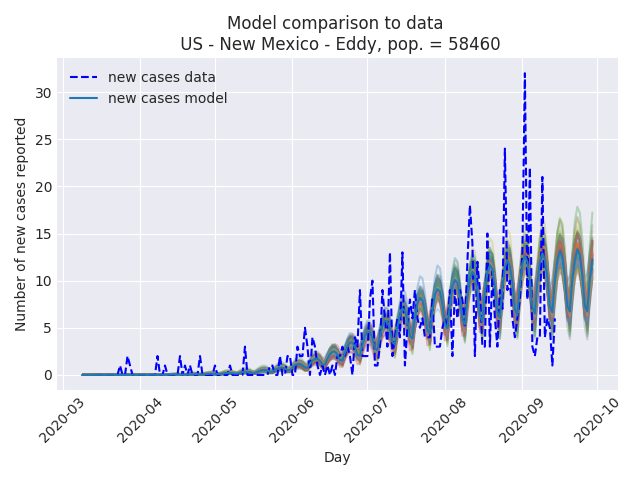 Model comparison to data
US - New Mexico - Eddy, pop. = 58460
new cases data
new cases model
Number of new cases reported
30
25
20
15
10
5
0
2020-03
2020-04
2020-05
2020-06
2020-07
2020-08
2020-09
2020-10
Day